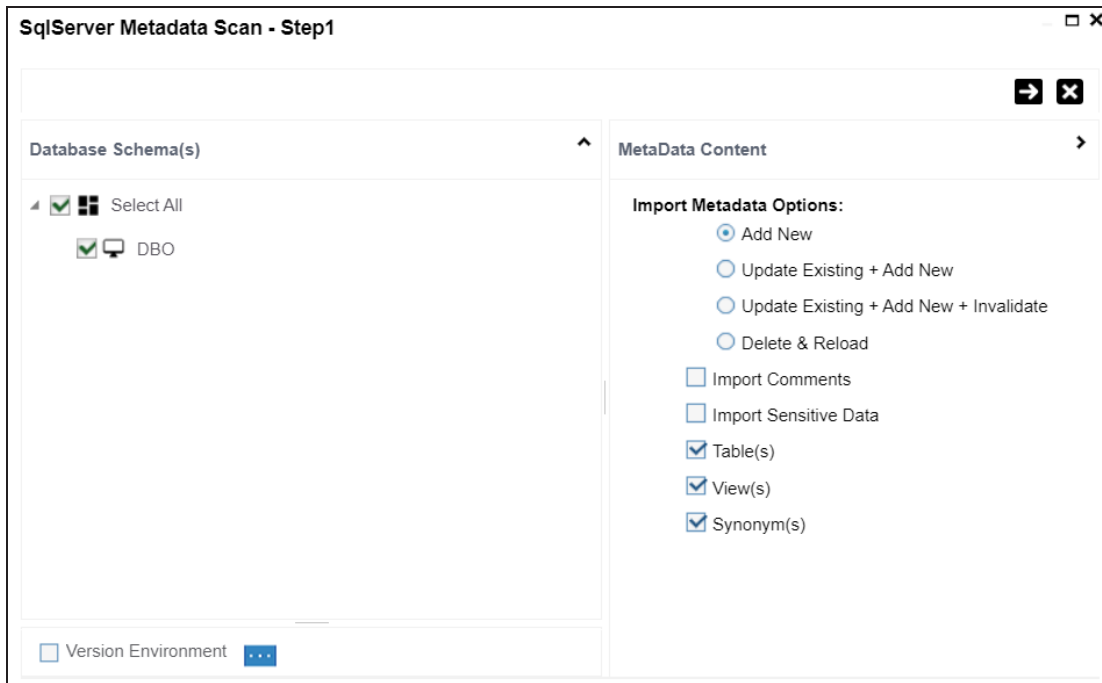 SqlServer Metadata Scan - Step1
Database Schema(s)
Select All
DBO
Version Environment
MetaData Content
Import Metadata Options:
Add New
Update Existing + Add New
Update Existing + Add New + Invalidate
Delete & Reload
Import Comments
Import Sensitive Data
Table(s)
View(s)
Synonym(s)